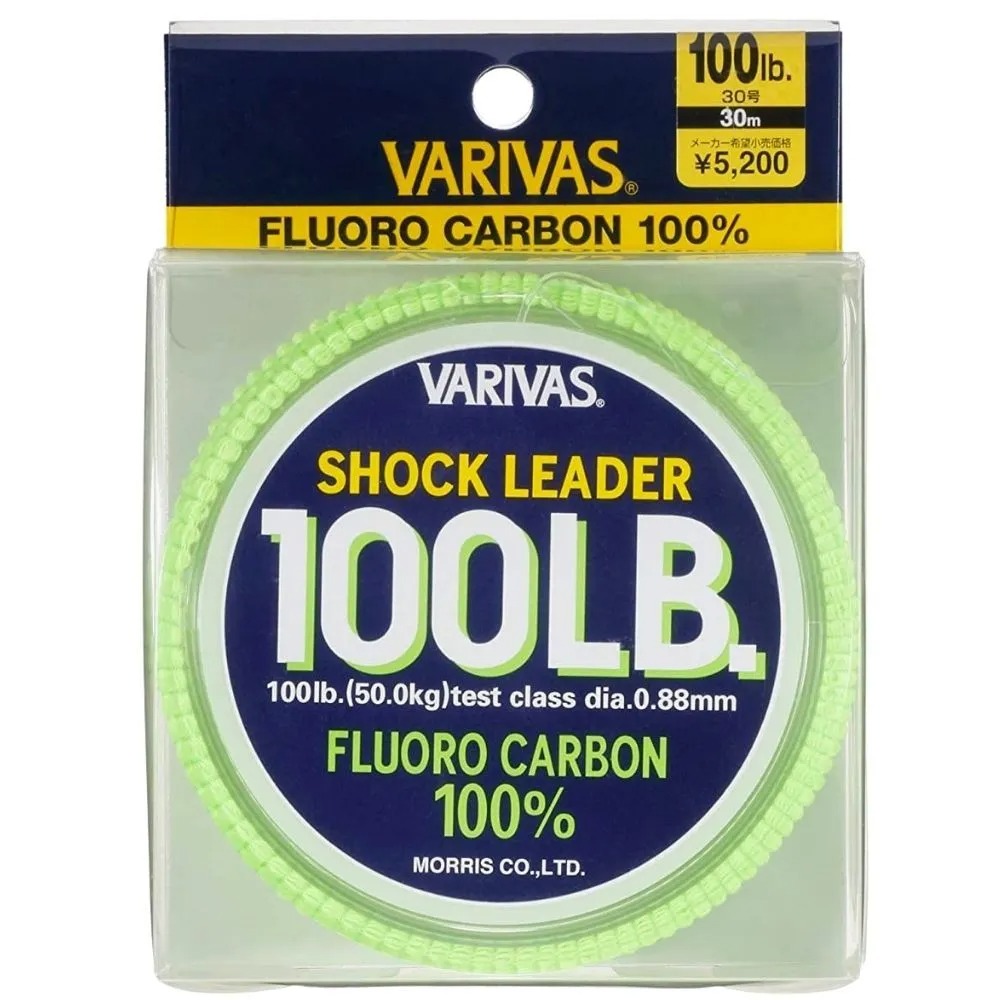 100lb.
30号
30m
メーカー希望小売価格
¥5,200
VARIVAS®
FLUORO CARBON 100%
VARIVAS®
SHOCK LEADER
100LB.
100lb.(50.0kg)test class dia.0.88mm
FLUORO CARBON
100%
MORRIS CO.,LTD.